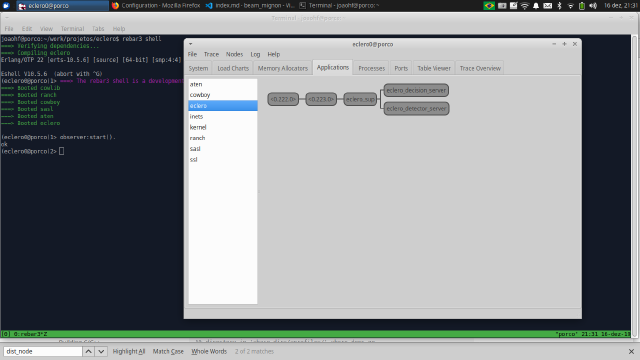 eclero0@porco
Configuration - Mozilla Firefox
index.md - beam_mignon - Vi...
Terminal - joaohf@porco: ~
16 dez, 21:31
Terminal - joaohf@porco: ~
File Edit View Terminal Tabs Help
joaohf@porco:~/work/projetos/eclero$ rebar3 shell
===> Verifying dependencies...
===> Compiling eclero
Erlang/OTP 22 [erts-10.5.6] [source] [64-bit] [smp:4:4]
Eshell V10.5.6 (abort with ^G)
(eclero0@porco)1> ===> The rebar3 shell is a development
===> Booted cowlib
===> Booted ranch
===> Booted cowboy
===> Booted sasl
===> Booted aten
===> Booted eclero
(eclero0@porco)1> observer:start().
ok
(eclero0@porco)2>
eclero0@porco
File Trace Nodes Log Help
System Load Charts Memory Allocators Applications Processes Ports Table Viewer Trace Overview
aten
cowboy
eclero
inets
kernel
ranch
sasl
ssl
<0.222.0>
<0.223.0>
eclero_sup
eclero_decision_server
eclero_detector_server
[0] 0:rebar3*Z
"porco" 21:31 16-dez-19
dist_node
Highlight All Match Case Whole Words 2 of 2 matches